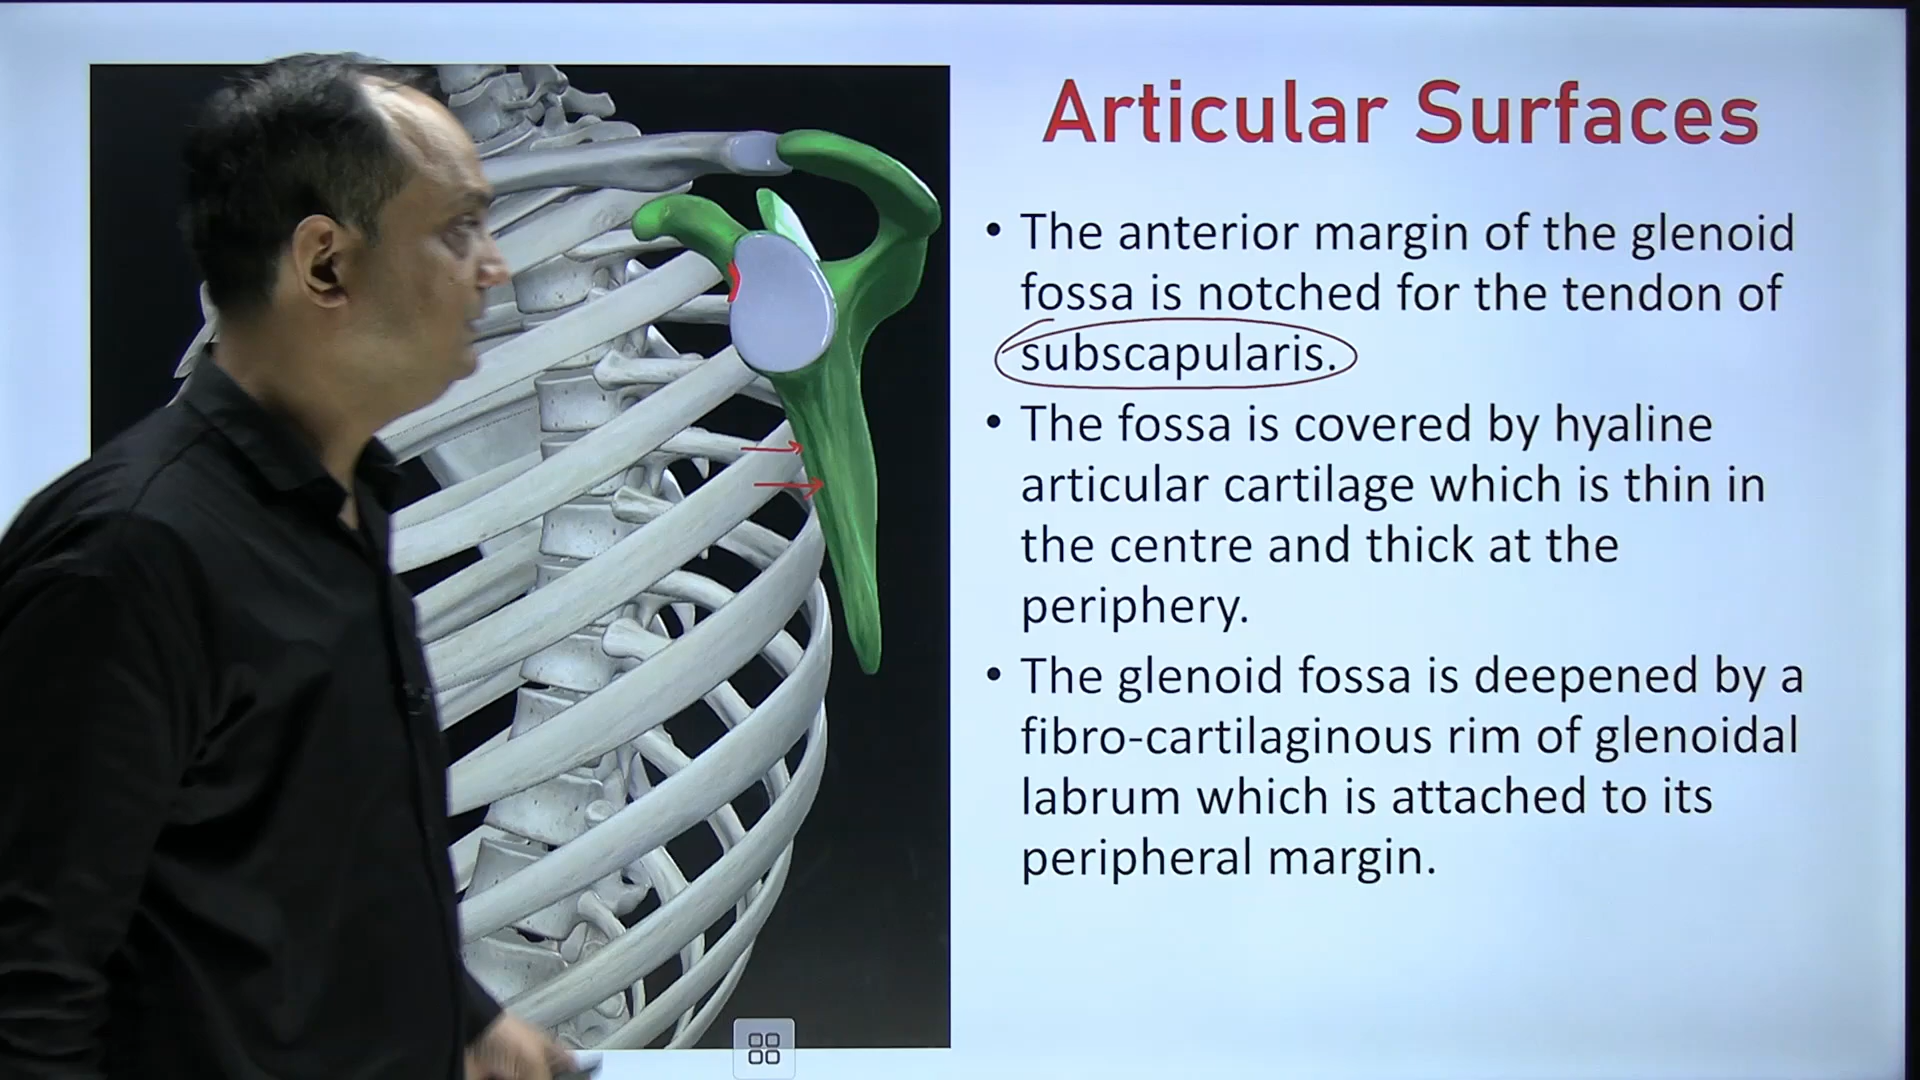 Articular Surfaces
• The anterior margin of the glenoid
fossa is notched for the tendon of
subscapularis.
• The fossa is covered by hyaline
articular cartilage which is thin in
the centre and thick at the
periphery.
• The glenoid fossa is deepened by a
fibro-cartilaginous rim of glenoidal
labrum which is attached to its
peripheral margin.